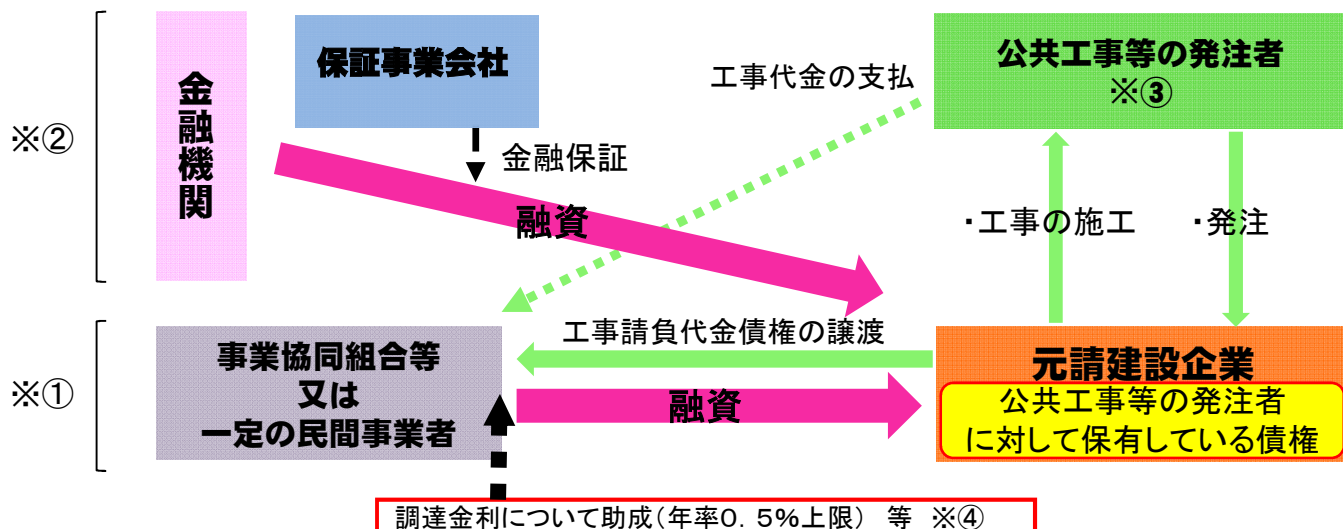 ※②
金融機関
保証事業会社
金融保証
融資
工事代金の支払
公共工事等の発注者
※③
・工事の施工
・発注
※①
事業協同組合等
又は
一定の民間事業者
工事請負代金債権の譲渡
融資
元請建設企業
公共工事等の発注者
に対して保有している債権
調達金利について助成(年率0.5%上限) 等 ※④